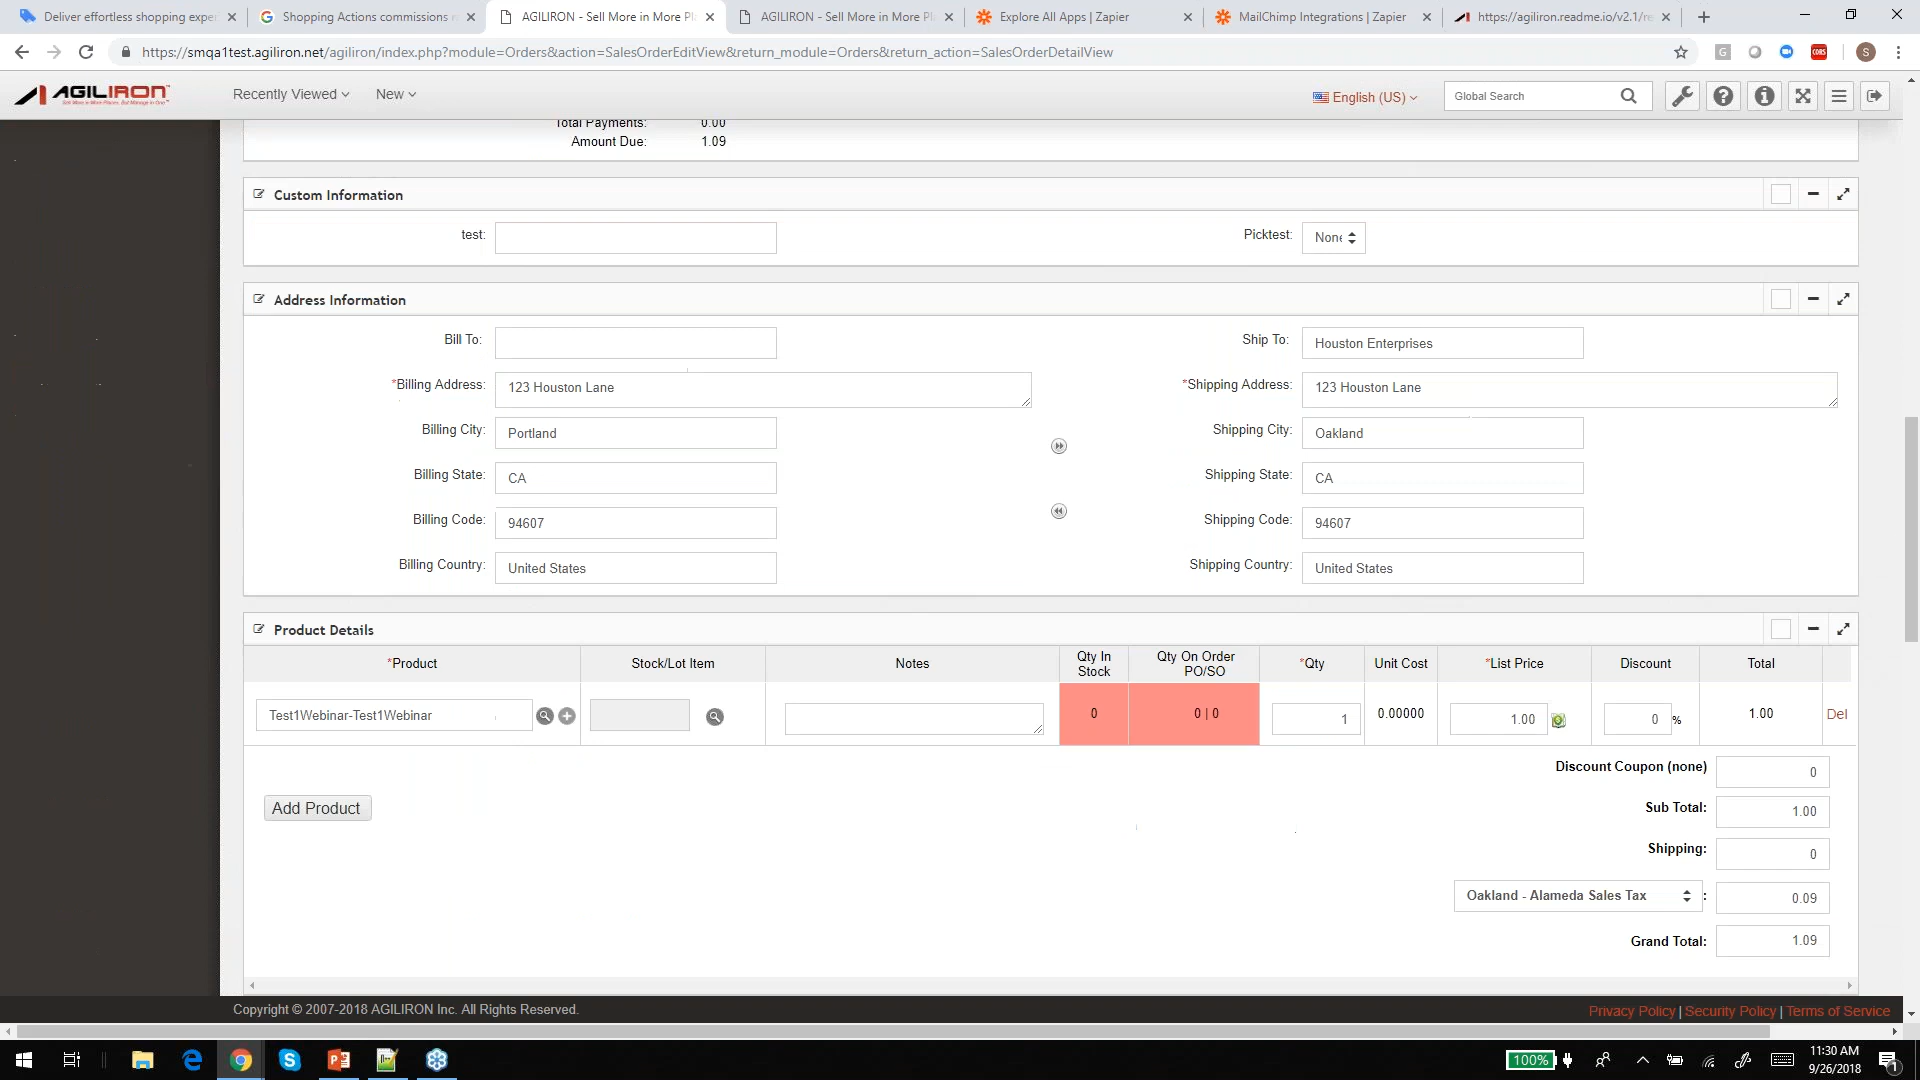 Deliver effortless shopping expe
Shopping Actions commissions r
AGILIRON - Sell More in More Pl
AGILIRON - Sell More in More Pl
Explore All Apps | Zapier
MailChimp Integrations | Zapier
https://agiliron.readme.io/v2.1/re
https://smqa1test.agiliron.net/agiliron/index.php?module=Orders&action=SalesOrderEditView&return_module=Orders&return_action=SalesOrderDetailView
AGILIRON
Sell More in More Places, But Manage in One
Recently Viewed
New
English (US)
Global Search
Total Payments: 0.00
Amount Due: 1.09
Custom Information
test:
Picktest: None
Address Information
Bill To:
Ship To: Houston Enterprises
*Billing Address: 123 Houston Lane
*Shipping Address: 123 Houston Lane
Billing City: Portland
Shipping City: Oakland
Billing State: CA
Shipping State: CA
Billing Code: 94607
Shipping Code: 94607
Billing Country: United States
Shipping Country: United States
Product Details
*Product
Stock/Lot Item
Notes
Qty In
Stock
Qty On Order
PO/SO
*Qty
Unit Cost
*List Price
Discount
Total
Test1Webinar-Test1Webinar
0
0 | 0
1
0.00000
1.00
0 %
1.00
Del
Discount Coupon (none) 0
Add Product
Sub Total: 1.00
Shipping: 0
Oakland - Alameda Sales Tax : 0.09
Grand Total: 1.09
Copyright © 2007-2018 AGILIRON Inc. All Rights Reserved.
Privacy Policy | Security Policy | Terms of Service
100%
11:30 AM
9/26/2018
1